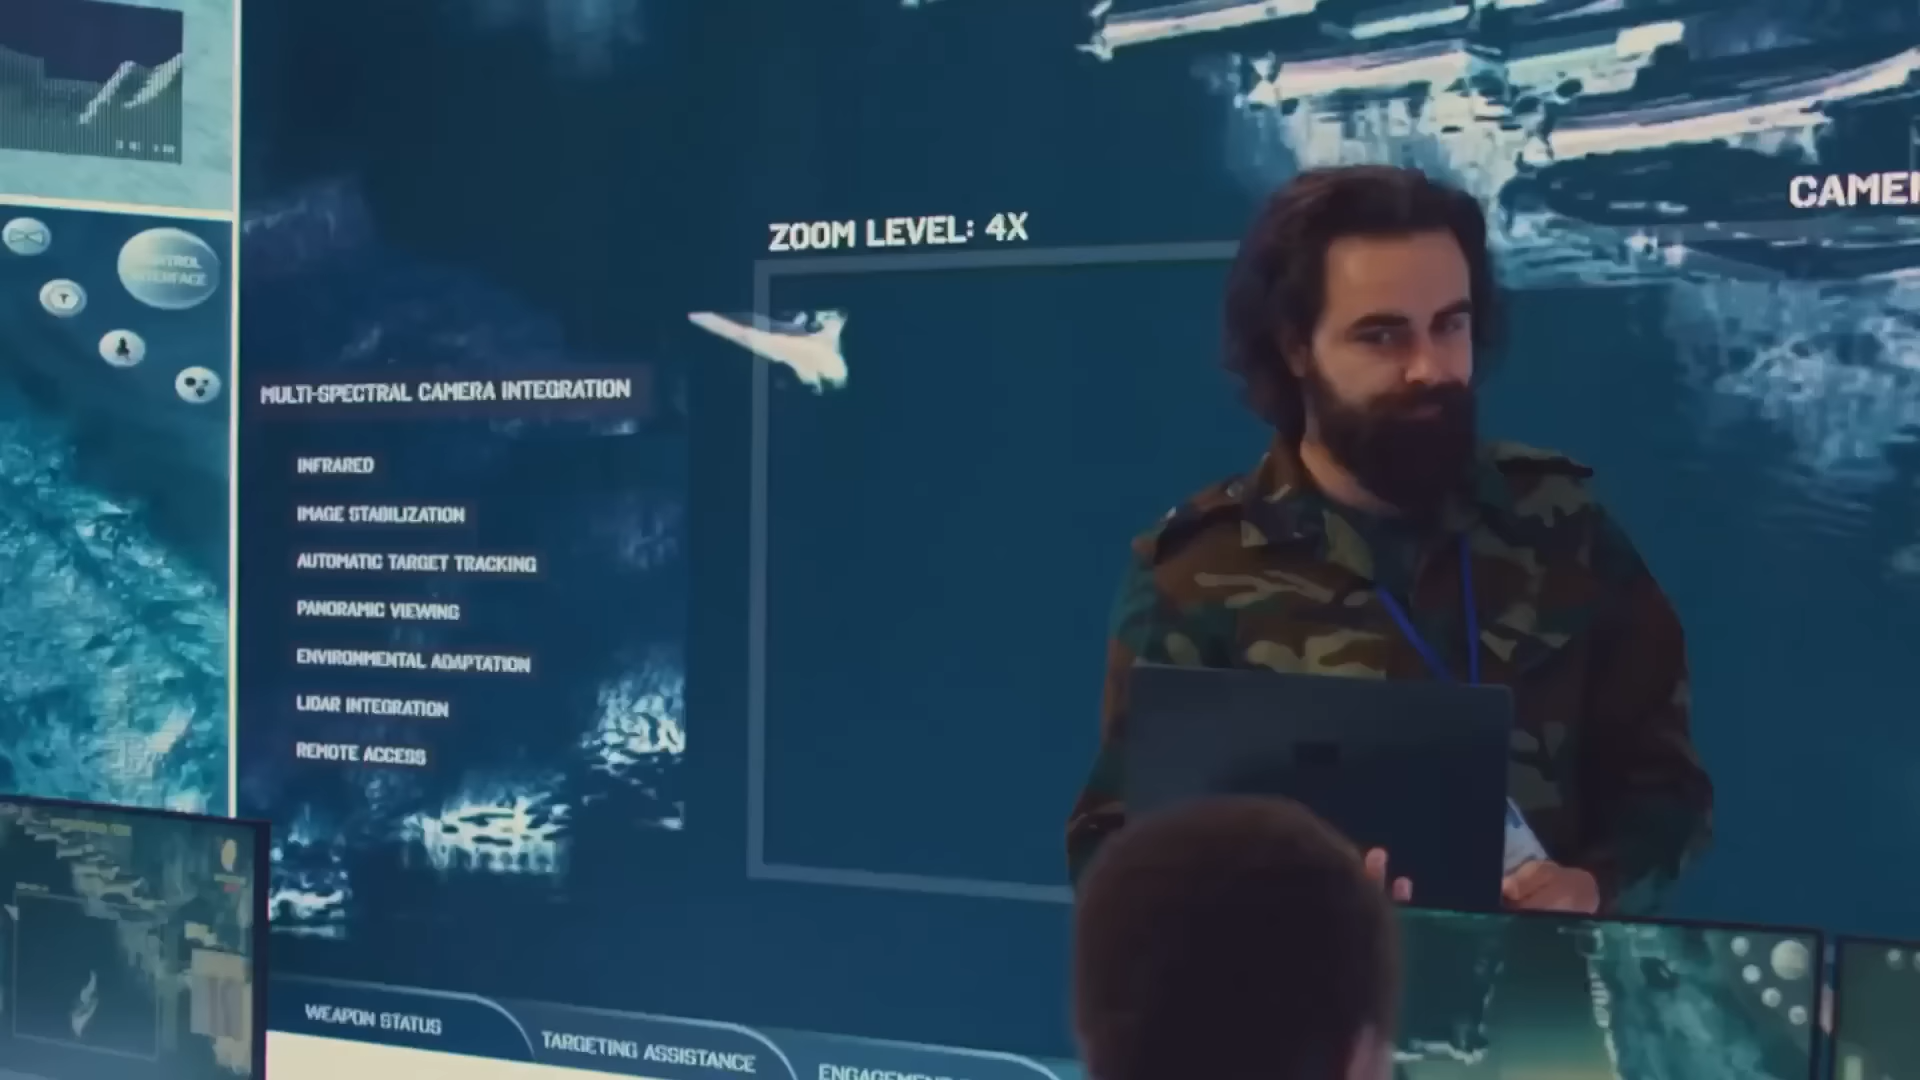 ZOOM LEVEL: 4X
MULTI-SPECTRAL CAMERA INTEGRATION
INFRARED
IMAGE STABILIZATION
AUTOMATIC TARGET TRACKING
PANORAMIC VIEWING
ENVIRONMENTAL ADAPTATION
LIDAR INTEGRATION
REMOTE ACCESS
WEAPON STATUS
TARGETING ASSISTANCE